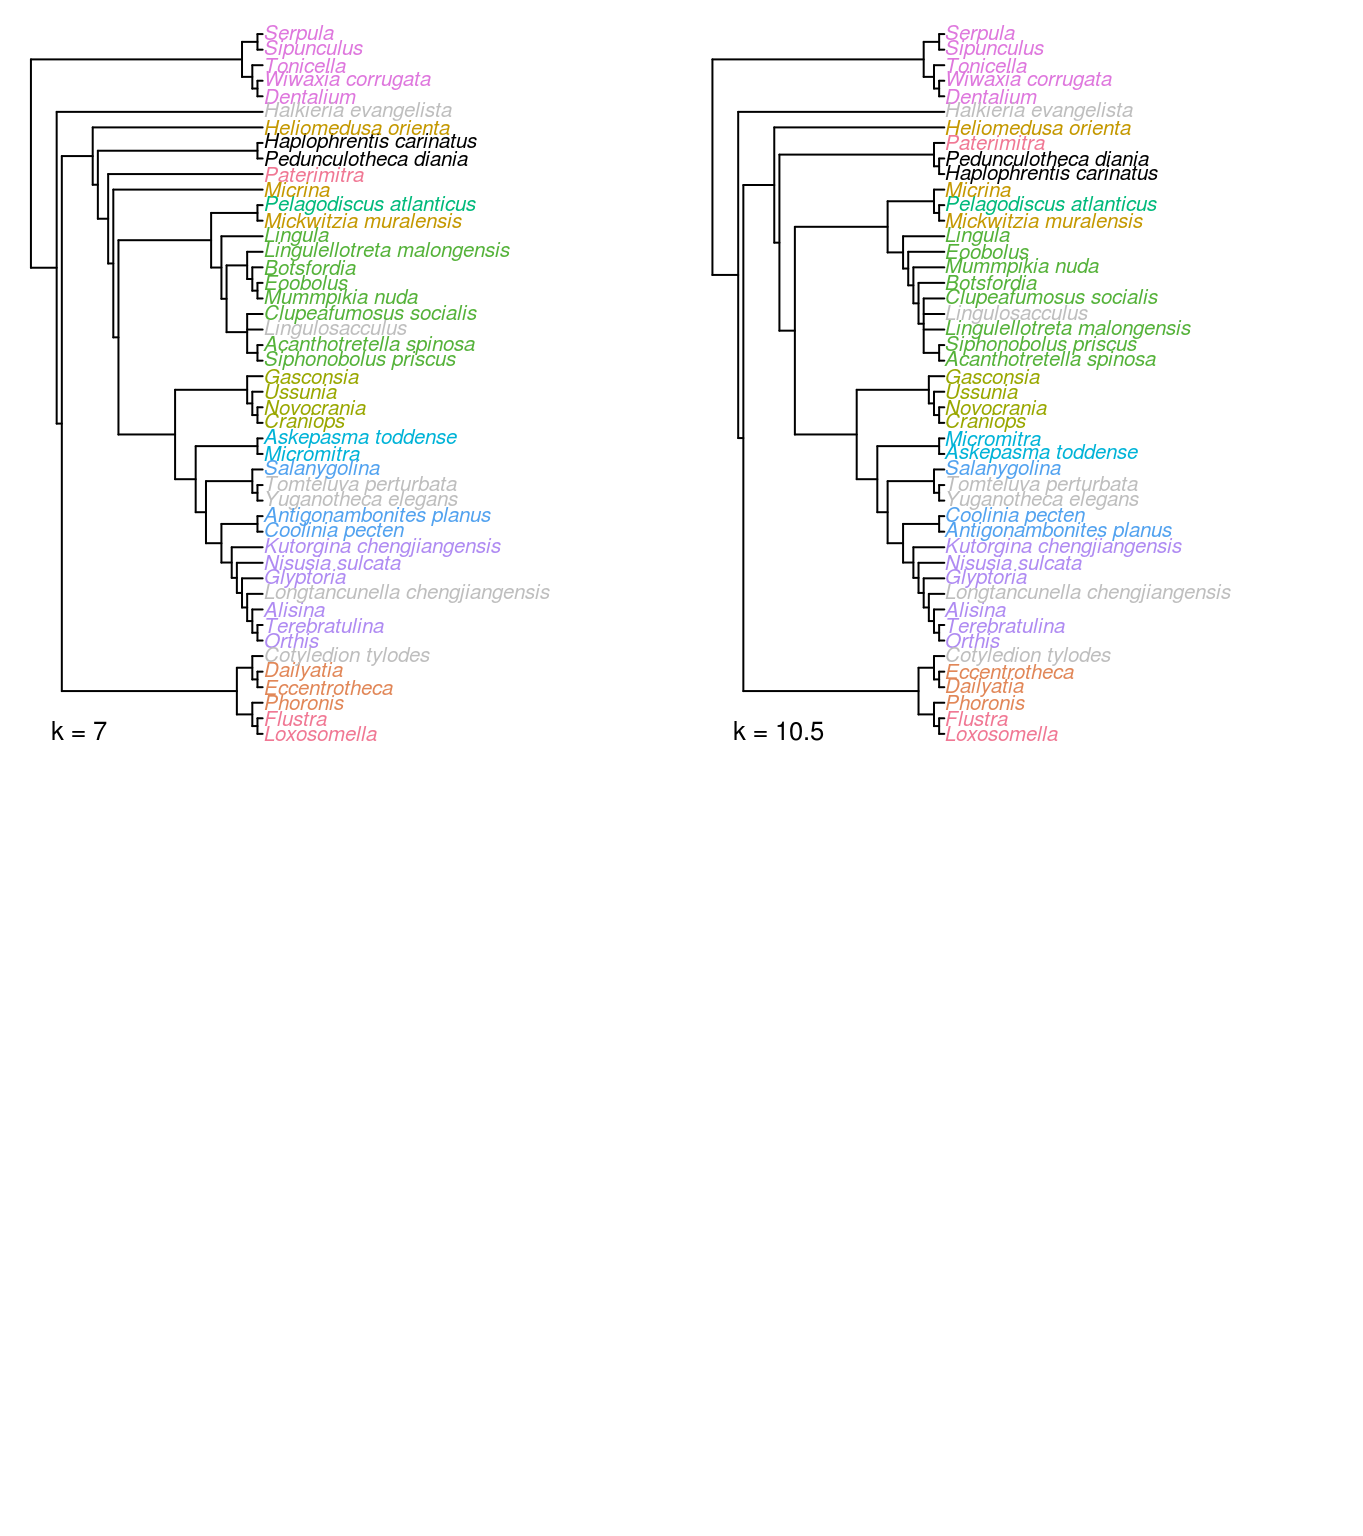 Serpula
Sipunculus
Tonicella
Wiwaxia corrugata
Dentalium
Halkieria evangelista
Heliomedusa orienta
Haplophrentis carinatus
Pedunculotheca diania
Paterimitra
Micrina
Pelagodiscus atlanticus
Mickwitzia muralensis
Lingula
Lingulellotreta malongensis
Botsfordia
Eoobolus
Mummpikia nuda
Clupeafumosus socialis
Lingulosacculus
Acanthotretella spinosa
Siphonobolus priscus
Gasconsia
Ussunia
Novocrania
Craniops
Askepasma toddense
Micromitra
Salanygolina
Tomteluva perturbata
Yuganotheca elegans
Antigonambonites planus
Coolinia pecten
Kutorgina chengjiangensis
Nisusia sulcata
Glyptoria
Longtancunella chengjiangensis
Alisina
Terebratulina
Orthis
Cotyledion tylodes
Dailyatia
Eccentrotheca
Phoronis
Flustra
Loxosomella
k = 7
Serpula
Sipunculus
Tonicella
Wiwaxia corrugata
Dentalium
Halkieria evangelista
Heliomedusa orienta
Paterimitra
Pedunculotheca diania
Haplophrentis carinatus
Micrina
Pelagodiscus atlanticus
Mickwitzia muralensis
Lingula
Eoobolus
Mummpikia nuda
Botsfordia
Clupeafumosus socialis
Lingulosacculus
Lingulellotreta malongensis
Siphonobolus priscus
Acanthotretella spinosa
Gasconsia
Ussunia
Novocrania
Craniops
Micromitra
Askepasma toddense
Salanygolina
Tomteluva perturbata
Yuganotheca elegans
Coolinia pecten
Antigonambonites planus
Kutorgina chengjiangensis
Nisusia sulcata
Glyptoria
Longtancunella chengjiangensis
Alisina
Terebratulina
Orthis
Cotyledion tylodes
Eccentrotheca
Dailyatia
Phoronis
Flustra
Loxosomella
k = 10.5